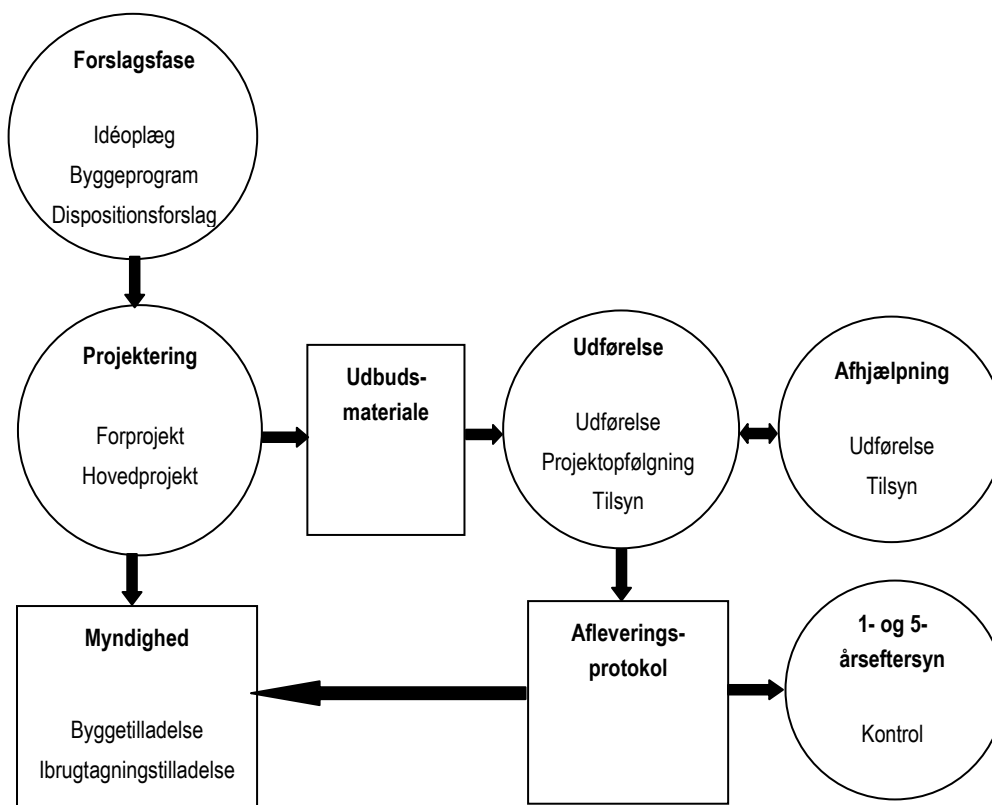 Forslagsfase
Idéoplæg
Byggeprogram
Dispositionsforslag
Projektering
Forprojekt
Hovedprojekt
Udbuds-
materiale
Udførelse
Udførelse
Projektopfølgning
Tilsyn
Afhjælpning
Udførelse
Tilsyn
Myndighed
Byggetilladelse
Ibrugtagningstilladelse
Afleverings-
protokol
1- og 5-
årseftersyn
Kontrol